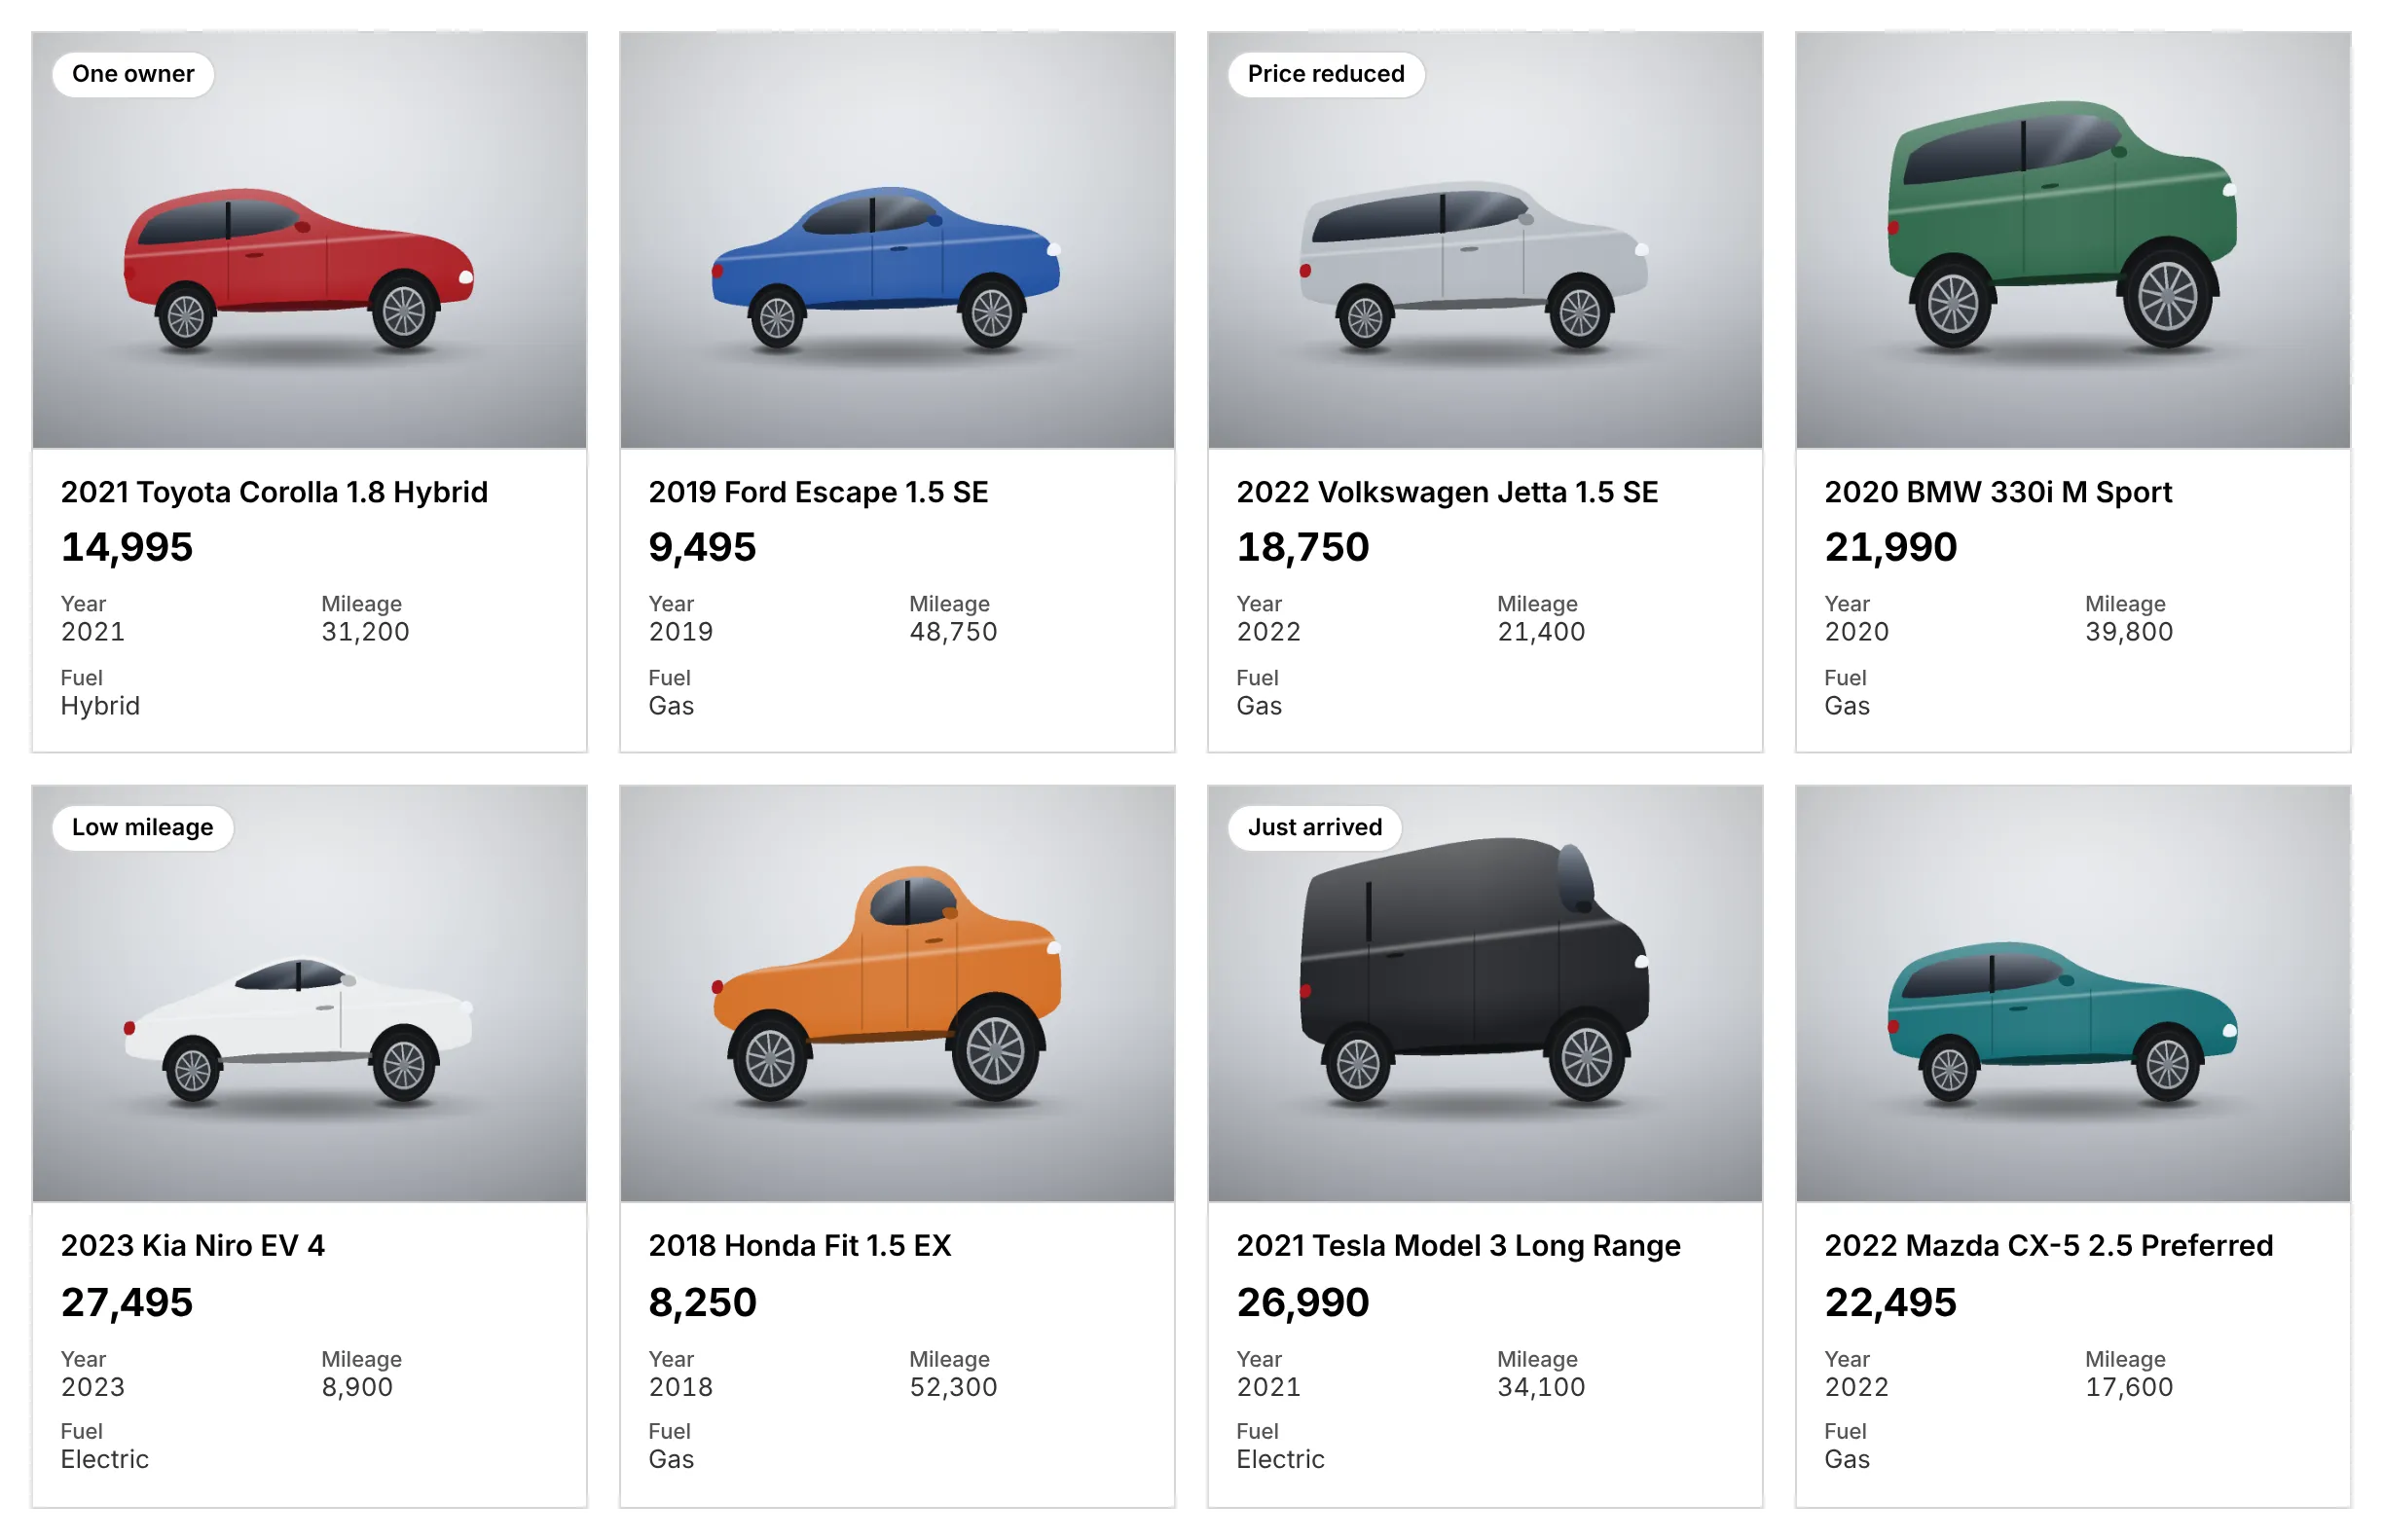 One owner
2021 Toyota Corolla 1.8 Hybrid
14,995
Year
2021
Mileage
31,200
Fuel
Hybrid
2019 Ford Escape 1.5 SE
9,495
Year
2019
Mileage
48,750
Fuel
Gas
Price reduced
2022 Volkswagen Jetta 1.5 SE
18,750
Year
2022
Mileage
21,400
Fuel
Gas
2020 BMW 330i M Sport
21,990
Year
2020
Mileage
39,800
Fuel
Gas
Low mileage
2023 Kia Niro EV 4
27,495
Year
2023
Mileage
8,900
Fuel
Electric
2018 Honda Fit 1.5 EX
8,250
Year
2018
Mileage
52,300
Fuel
Gas
Just arrived
2021 Tesla Model 3 Long Range
26,990
Year
2021
Mileage
34,100
Fuel
Electric
2022 Mazda CX-5 2.5 Preferred
22,495
Year
2022
Mileage
17,600
Fuel
Gas